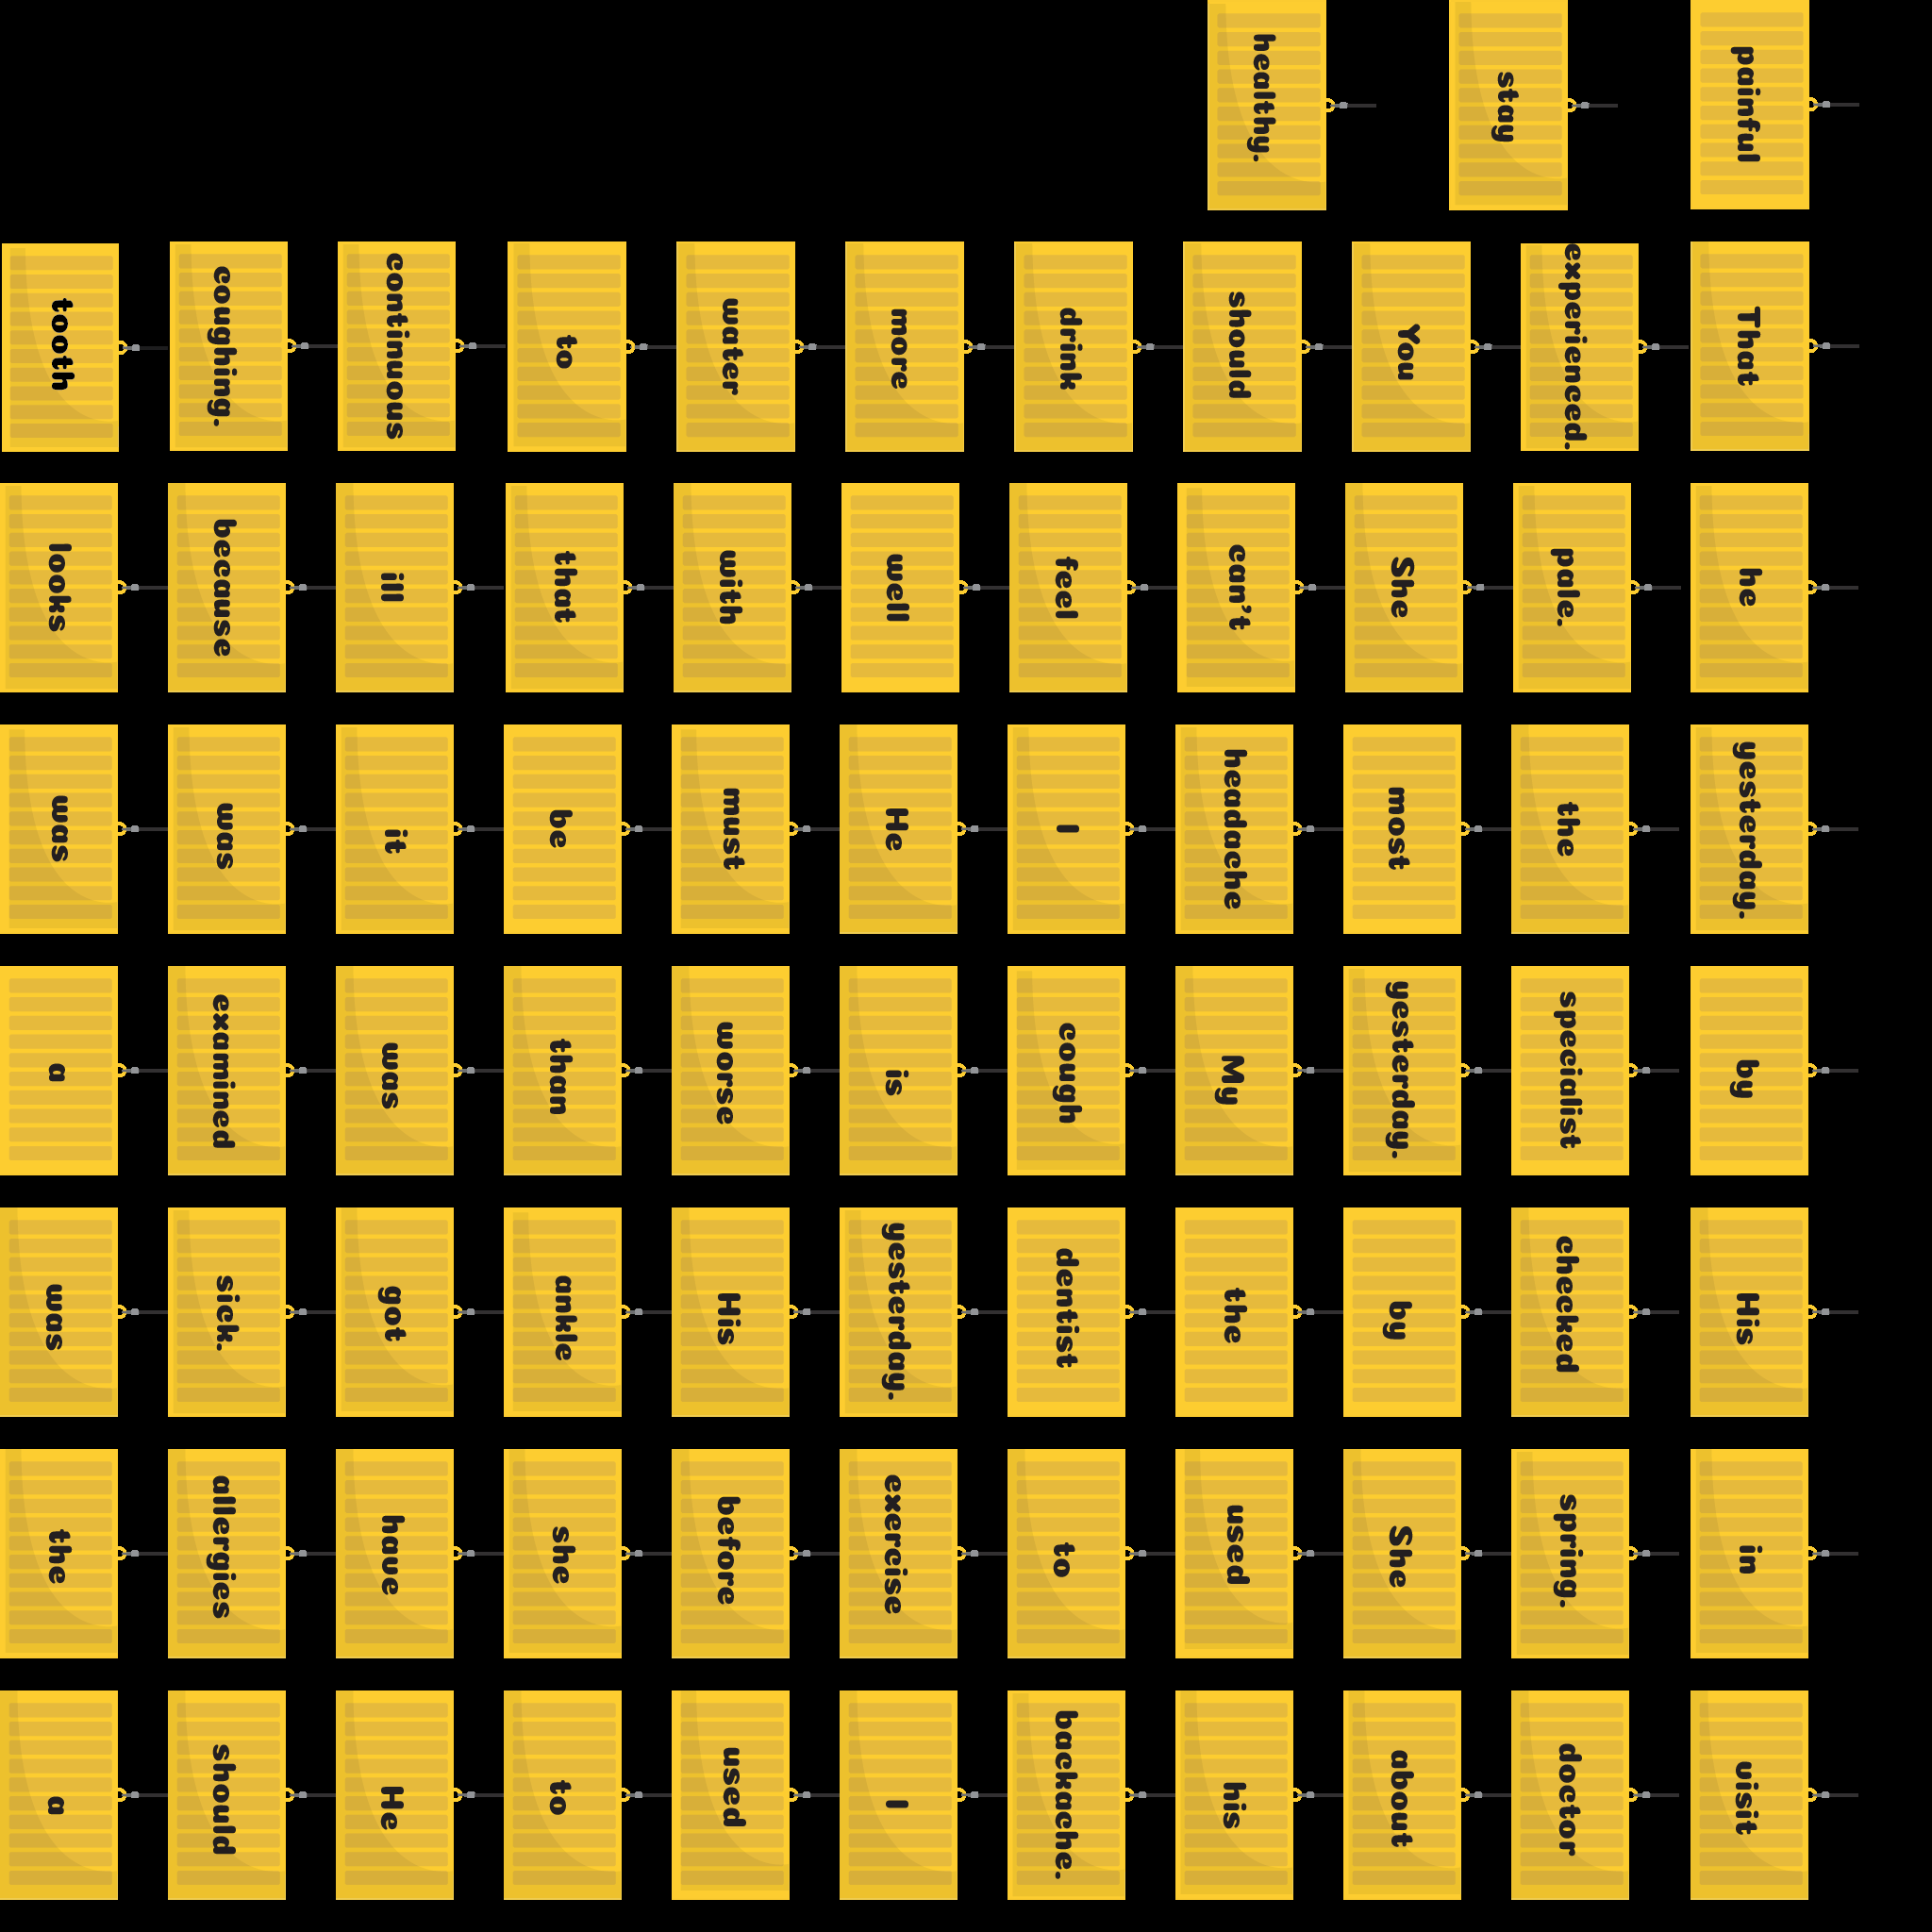 painful That he yesterday. by His in visit
stay experienced. pale. the specialist checked spring. doctor
You She most yesterday. by She about
healthy. should can't headache My the used his
drink feel I cough dentist to backache.
more well He is yesterday. exercise I
water with must worse His before used
to that be than ankle she to
continuous ill it was got have He
coughing. because was examined sick. allergies should
tooth looks was a was the a